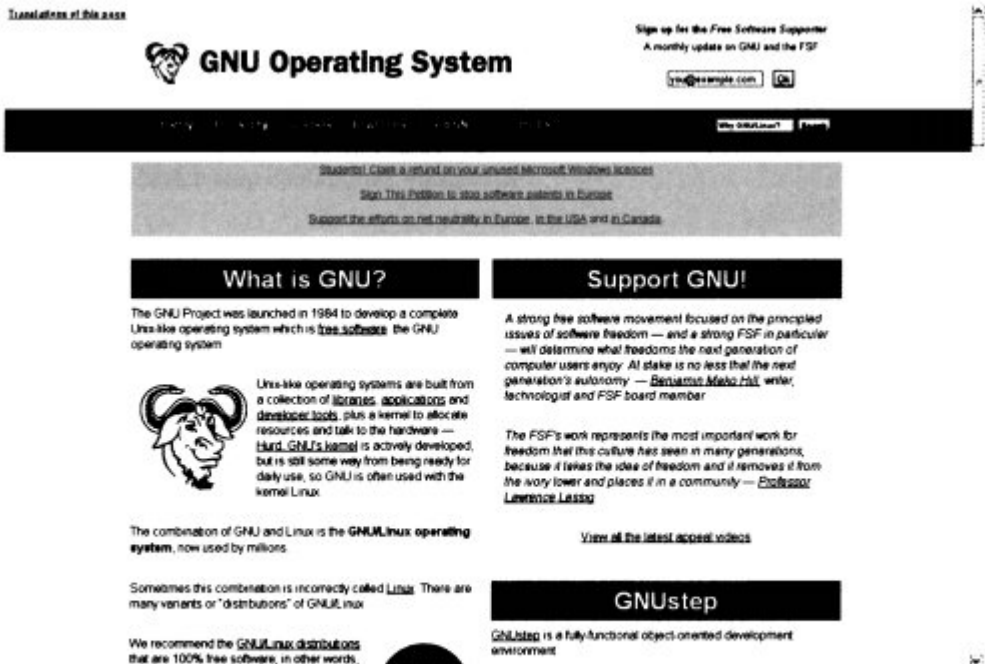 Translations of this page
GNU Operating System
Sign up for the Free Software Supporter
A monthly update on GNU and the FSF
you@example.com Ok
Why GNU/Linux? Search
Students! Claim a refund on your unused Microsoft Windows licences
Sign This Petition to stop software patents in Europe
Support the efforts on net neutrality in Europe, in the USA and in Canada.
What is GNU?
The GNU Project was launched in 1984 to develop a complete
Unix-like operating system which is free software: the GNU
operating system
Unix-like operating systems are built from
a collection of libraries, applications and
developer tools, plus a kernel to allocate
resources and talk to the hardware —
Hurd, GNU's kernel is actively developed,
but is still some way from being ready for
daily use, so GNU is often used with the
kernel Linux
The combination of GNU and Linux is the GNU/Linux operating
system, now used by millions.
Sometimes this combination is incorrectly called Linux. There are
many variants or "distributions" of GNU/Linux
We recommend the GNU/Linux distributions
that are 100% free software, in other words,
Support GNU!
A strong free software movement focused on the principled
issues of software freedom — and a strong FSF in particular
— will determine what freedoms the next generation of
computer users enjoy. At stake is no less that the next
generation's autonomy. — Benjamin Mako Hill, writer,
technologist and FSF board member
The FSF's work represents the most important work for
freedom that this culture has seen in many generations,
because it takes the idea of freedom and it removes it from
the ivory tower and places it in a community — Professor
Lawrence Lessig
View all the latest appeal videos
GNUstep
GNUstep is a fully-functional object-oriented development
environment